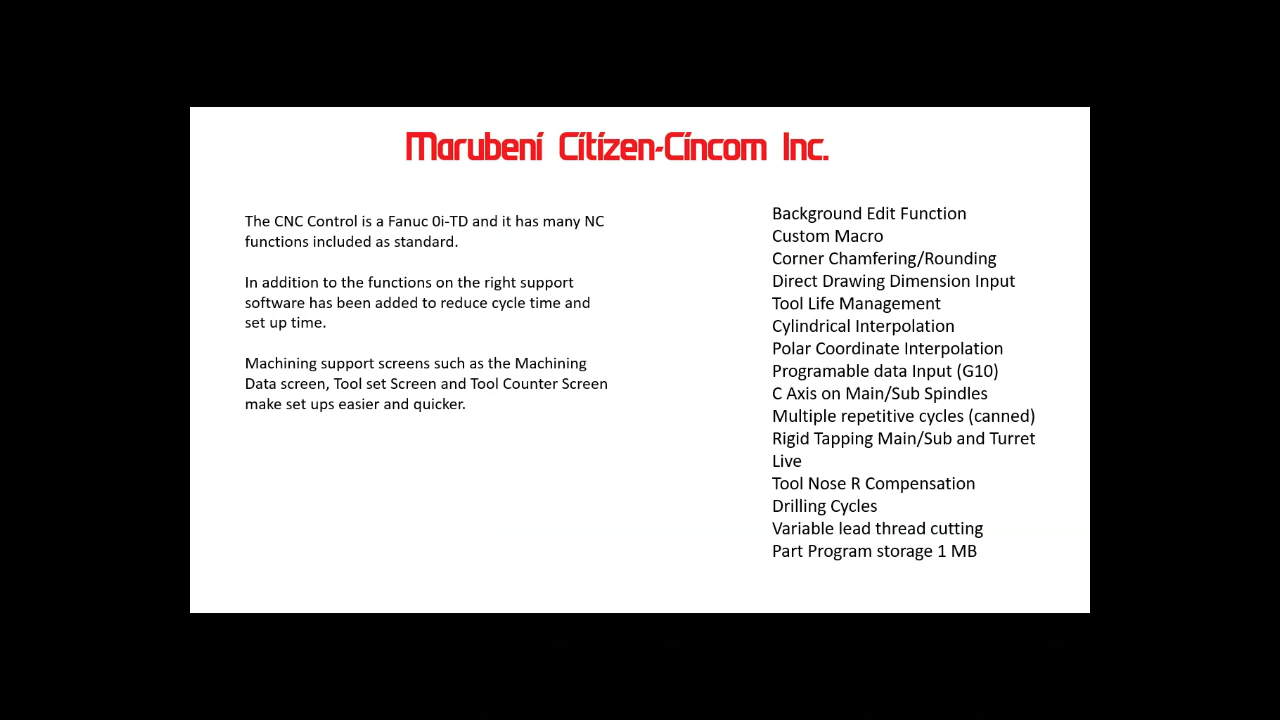 Marubeni Citizen-Cincom Inc.
The CNC Control is a Fanuc 0i-TD and it has many NC
functions included as standard.
In addition to the functions on the right support
software has been added to reduce cycle time and
set up time.
Machining support screens such as the Machining
Data screen, Tool set Screen and Tool Counter Screen
make set ups easier and quicker.
Background Edit Function
Custom Macro
Corner Chamfering/Rounding
Direct Drawing Dimension Input
Tool Life Management
Cylindrical Interpolation
Polar Coordinate Interpolation
Programable data Input (G10)
C Axis on Main/Sub Spindles
Multiple repetitive cycles (canned)
Rigid Tapping Main/Sub and Turret
Live
Tool Nose R Compensation
Drilling Cycles
Variable lead thread cutting
Part Program storage 1 MB